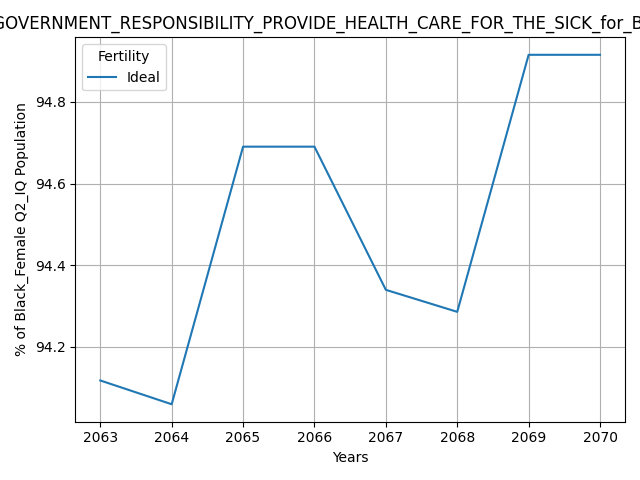 GOVERNMENT_RESPONSIBILITY_PROVIDE_HEALTH_CARE_FOR_THE_SICK_for_B
Fertility
Ideal
94.8
94.6
94.4
94.2
% of Black_Female Q2_IQ Population
2063 2064 2065 2066 2067 2068 2069 2070
Years